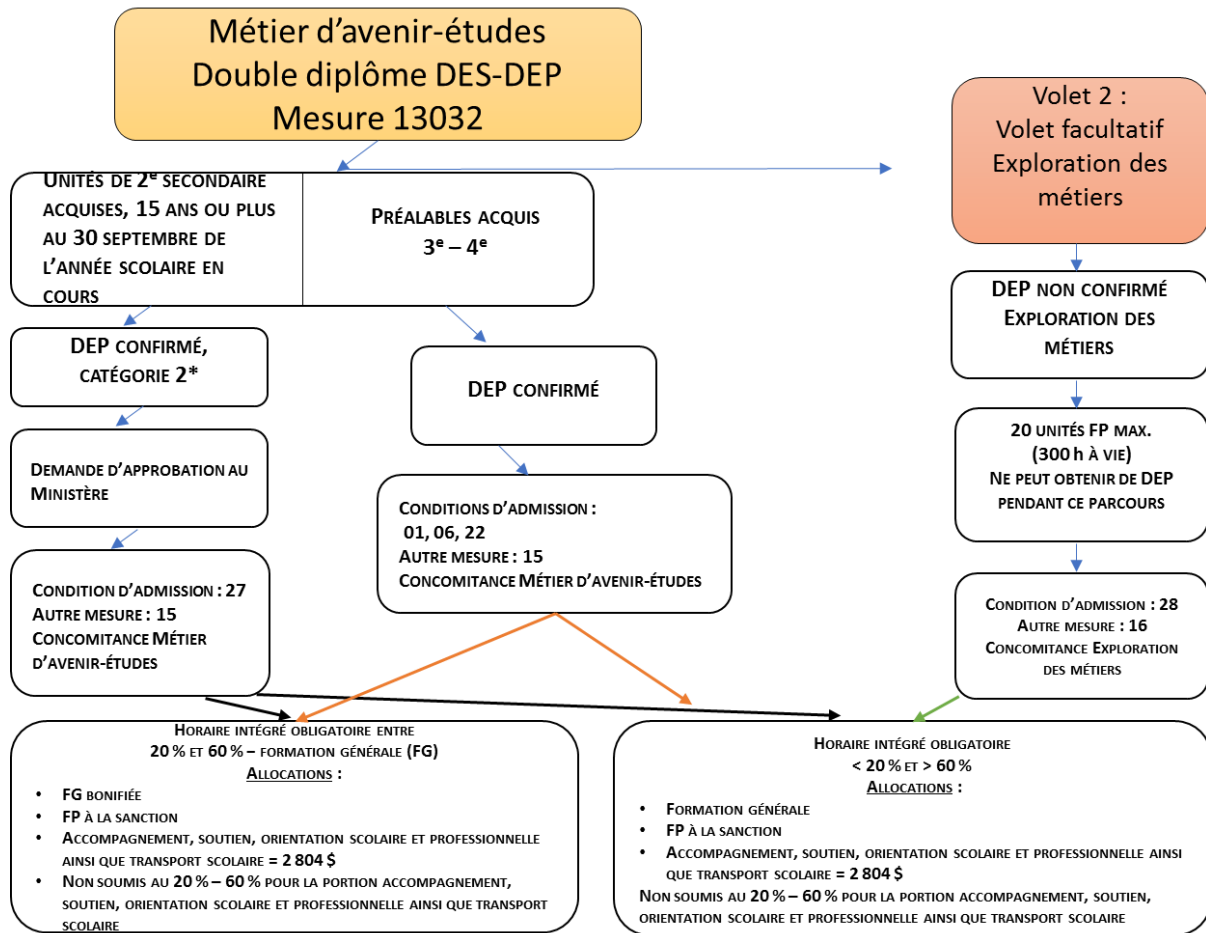 Métier d'avenir-études
Double diplôme DES-DEP
Mesure 13032
Volet 2 :
Volet facultatif
Exploration des
métiers
Unités de 2e secondaire
acquises, 15 ans ou plus
au 30 septembre de
l'année scolaire en
cours
Préalables acquis
3e – 4e
DEP non confirmé
Exploration des
métiers
DEP confirmé,
catégorie 2*
DEP confirmé
20 unités FP max.
(300 h à vie)
Ne peut obtenir de DEP
pendant ce parcours
Demande d'approbation au
Ministère
Conditions d'admission :
01, 06, 22
Autre mesure : 15
Concomitance Métier d'avenir-études
Condition d'admission : 27
Autre mesure : 15
Concomitance Métier
d'avenir-études
Condition d'admission : 28
Autre mesure : 16
Concomitance Exploration
des métiers
Horaire intégré obligatoire entre
20 % et 60 % – formation générale (FG)
Allocations :
• FG bonifiée
• FP à la sanction
• Accompagnement, soutien, orientation scolaire et professionnelle
ainsi que transport scolaire = 2 804 $
• Non soumis au 20 % – 60 % pour la portion accompagnement,
soutien, orientation scolaire et professionnelle ainsi que transport
scolaire
Horaire intégré obligatoire
< 20 % et > 60 %
Allocations :
• Formation générale
• FP à la sanction
• Accompagnement, soutien, orientation scolaire et professionnelle ainsi
que transport scolaire = 2 804 $
Non soumis au 20 % – 60 % pour la portion accompagnement, soutien,
orientation scolaire et professionnelle ainsi que transport scolaire